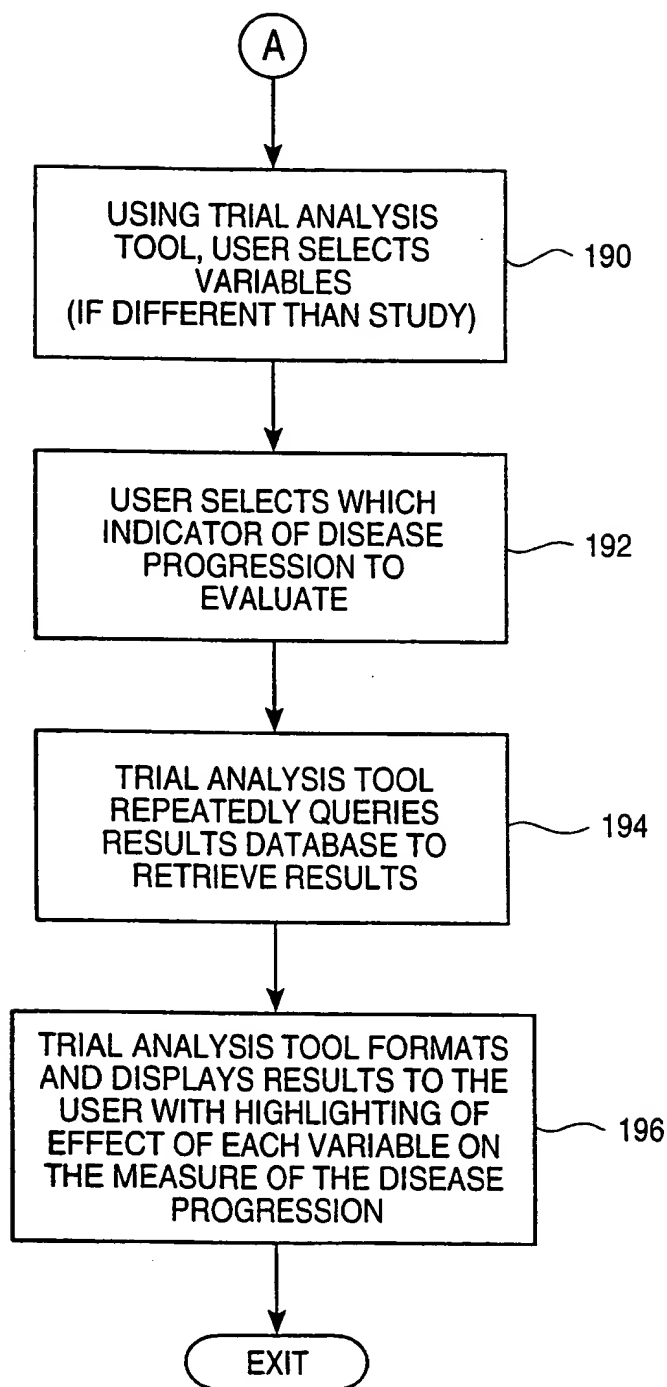 A
USING TRIAL ANALYSIS
TOOL, USER SELECTS
VARIABLES
(IF DIFFERENT THAN STUDY)
190
USER SELECTS WHICH
INDICATOR OF DISEASE
PROGRESSION TO
EVALUATE
192
TRIAL ANALYSIS TOOL
REPEATEDLY QUERIES
RESULTS DATABASE TO
RETRIEVE RESULTS
194
TRIAL ANALYSIS TOOL FORMATS
AND DISPLAYS RESULTS TO THE
USER WITH HIGHLIGHTING OF
EFFECT OF EACH VARIABLE ON
THE MEASURE OF THE DISEASE
PROGRESSION
196
EXIT